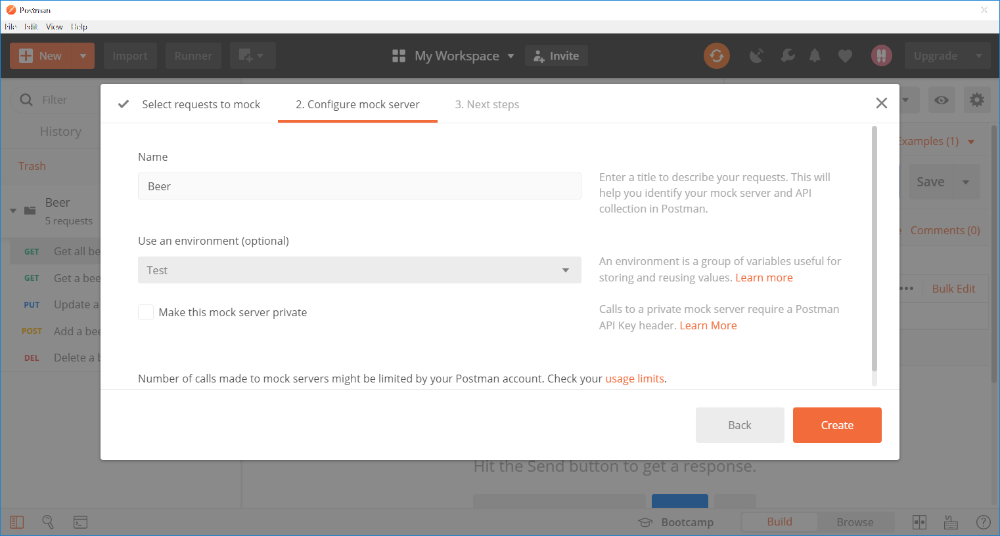 Postman
File Edit View Help
New Import Runner My Workspace Invite Upgrade
Filter
History
Trash
Beer
5 requests
GET Get all be
GET Get a bee
PUT Update a
POST Add a bee
DEL Delete a b
Select requests to mock 2. Configure mock server 3. Next steps
Name
Beer
Enter a title to describe your requests. This will
help you identify your mock server and API
collection in Postman.
Use an environment (optional)
Test
An environment is a group of variables useful for
storing and reusing values. Learn more
Make this mock server private
Calls to a private mock server require a Postman
API Key header. Learn More
Number of calls made to mock servers might be limited by your Postman account. Check your usage limits.
Back Create
Examples (1)
Save
Comments (0)
Bulk Edit
Hit the Send button to get a response.
Bootcamp Build Browse